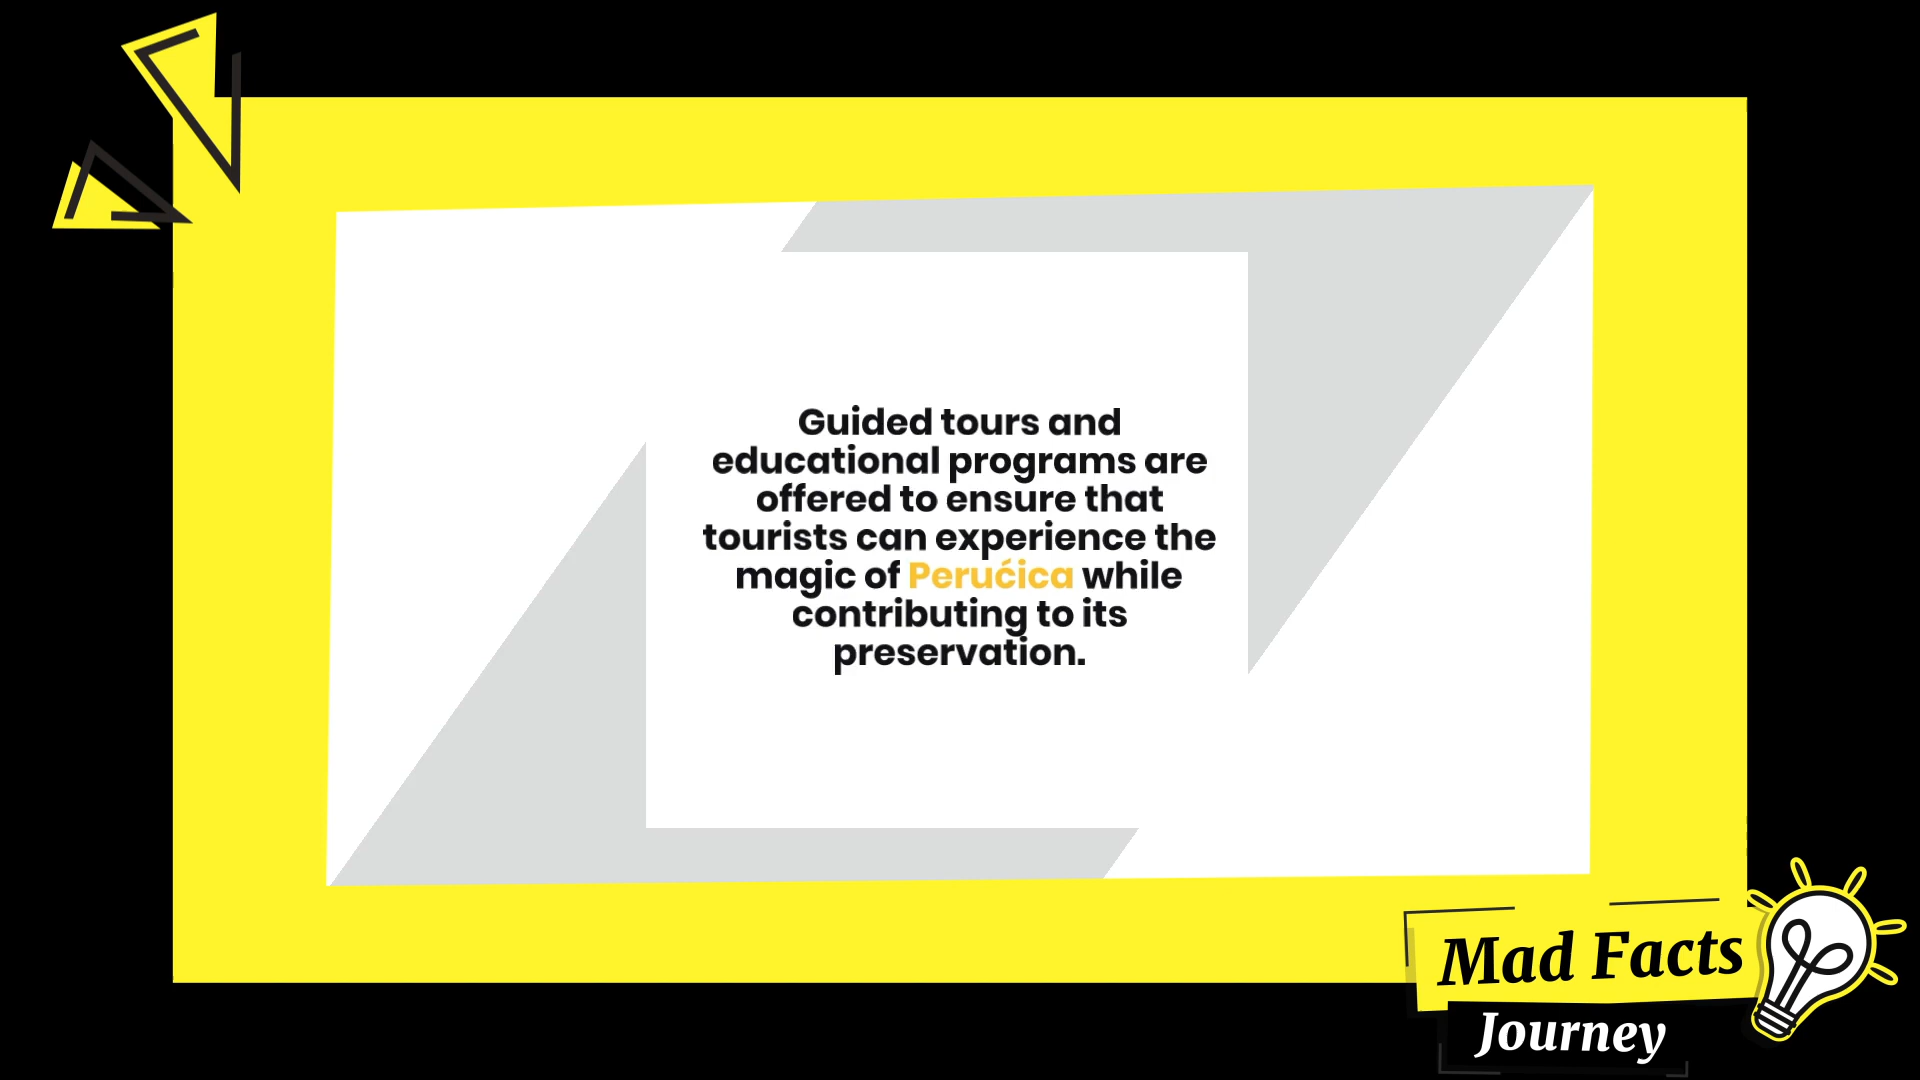 Guided tours and
educational programs are
offered to ensure that
tourists can experience the
magic of Perućica while
contributing to its
preservation.
Mad Facts
Journey